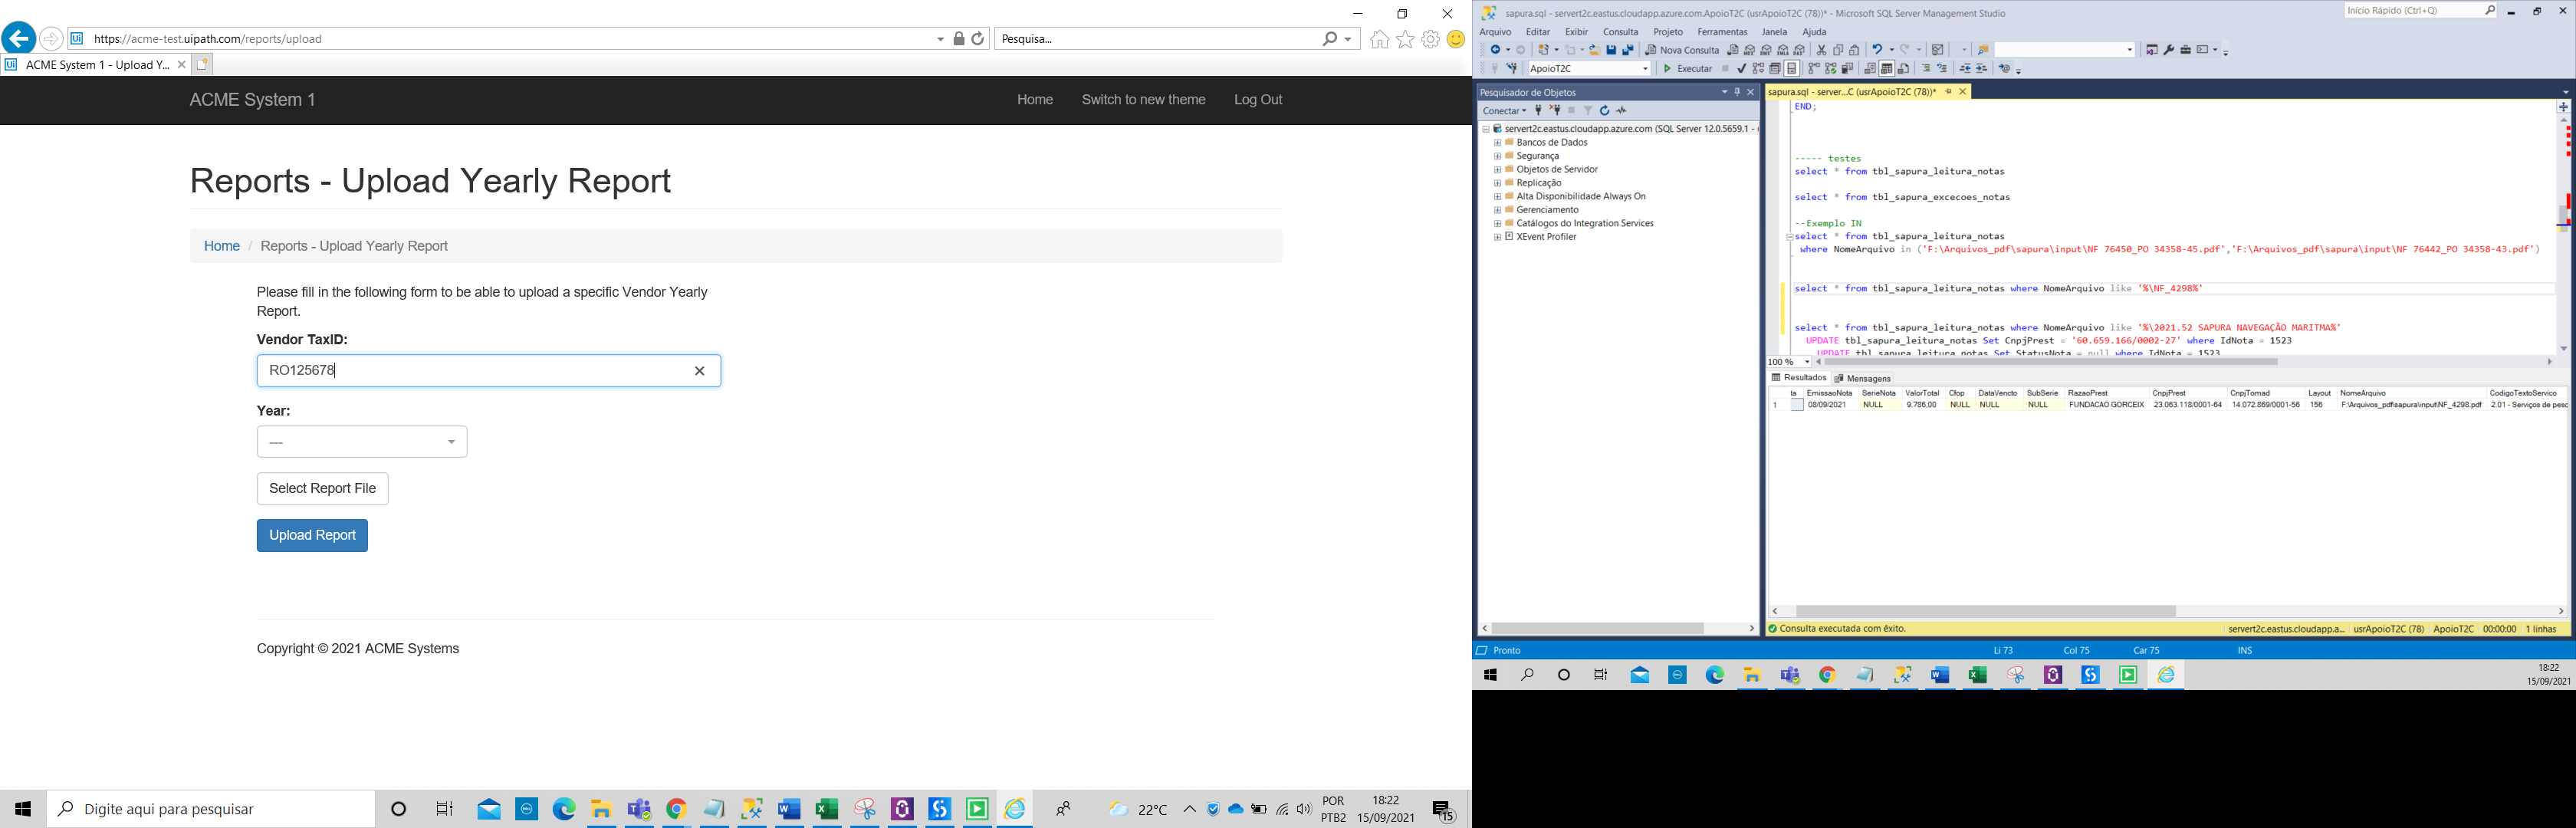 https://acme-test.uipath.com/reports/upload
Pesquisa...
ACME System 1 - Upload Y...
ACME System 1
Home
Switch to new theme
Log Out
Reports - Upload Yearly Report
Home / Reports - Upload Yearly Report
Please fill in the following form to be able to upload a specific Vendor Yearly
Report.
Vendor TaxID:
RO125678
Year:
---
Select Report File
Upload Report
Copyright © 2021 ACME Systems
Digite aqui para pesquisar
22°C
POR
PTB2
18:22
15/09/2021
15
sapura.sql - servert2c.eastus.cloudapp.azure.com.ApoioT2C (usrApoioT2C (78))* - Microsoft SQL Server Management Studio
Início Rápido (Ctrl+Q)
Arquivo Editar Exibir Consulta Projeto Ferramentas Janela Ajuda
Nova Consulta
ApoioT2C
Executar
Pesquisador de Objetos
Conectar
servert2c.eastus.cloudapp.azure.com (SQL Server 12.0.5659.1 -
Bancos de Dados
Segurança
Objetos de Servidor
Replicação
Alta Disponibilidade Always On
Gerenciamento
Catálogos do Integration Services
XEvent Profiler
sapura.sql - server...C (usrApoioT2C (78))*
END;
----- testes
select * from tbl_sapura_leitura_notas
select * from tbl_sapura_excecoes_notas
--Exemplo IN
select * from tbl_sapura_leitura_notas
where NomeArquivo in ('F:\Arquivos_pdf\sapura\input\NF 76450_PO 34358-45.pdf','F:\Arquivos_pdf\sapura\input\NF 76442_PO 34358-43.pdf')
select * from tbl_sapura_leitura_notas where NomeArquivo like '%\NF_4298%'
select * from tbl_sapura_leitura_notas where NomeArquivo like '%\2021.52 SAPURA NAVEGAÇÃO MARITMA%'
UPDATE tbl_sapura_leitura_notas Set CnpjPrest = '60.659.166/0002-27' where IdNota = 1523
UPDATE tbl_sapura_leitura_notas Set StatusNota = null where IdNota = 1523
100 %
Resultados Mensagens
ta EmissaoNota SerieNota ValorTotal Cfop DataVencto SubSerie RazaoPrest CnpjPrest CnpjTomad Layout NomeArquivo CodigoTextoServico
1 08/09/2021 NULL 9.786,00 NULL NULL NULL FUNDACAO GORCEIX 23.063.118/0001-64 14.072.869/0001-56 156 F:\Arquivos_pdf\sapura\input\NF_4298.pdf 2.01 - Serviços de pesc
Consulta executada com êxito.
servert2c.eastus.cloudapp.a... usrApoioT2C (78) ApoioT2C 00:00:00 1 linhas
Pronto
Li 73
Col 75
Car 75
INS
18:22
15/09/2021